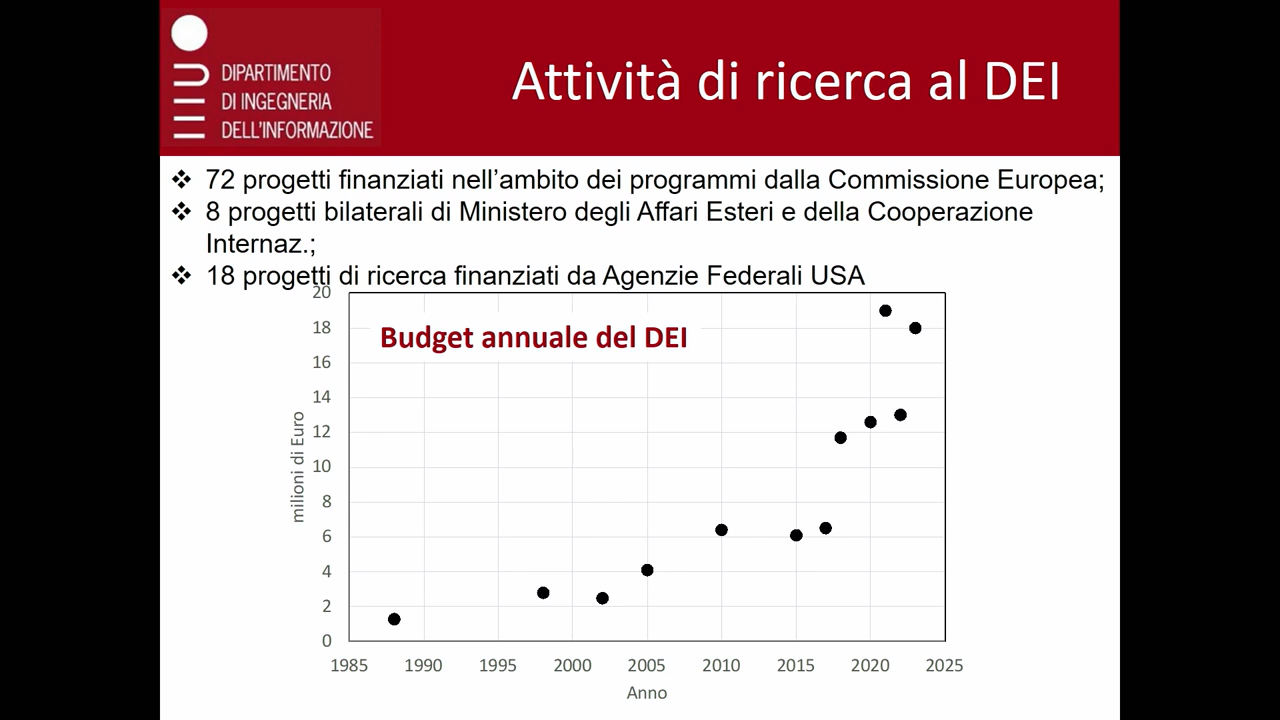 DIPARTIMENTO
DI INGEGNERIA
DELL'INFORMAZIONE
Attività di ricerca al DEI
❖ 72 progetti finanziati nell’ambito dei programmi dalla Commissione Europea;
❖ 8 progetti bilaterali di Ministero degli Affari Esteri e della Cooperazione
Internaz.;
❖ 18 progetti di ricerca finanziati da Agenzie Federali USA
Budget annuale del DEI
milioni di Euro
20
18
16
14
12
10
8
6
4
2
0
1985 1990 1995 2000 2005 2010 2015 2020 2025
Anno